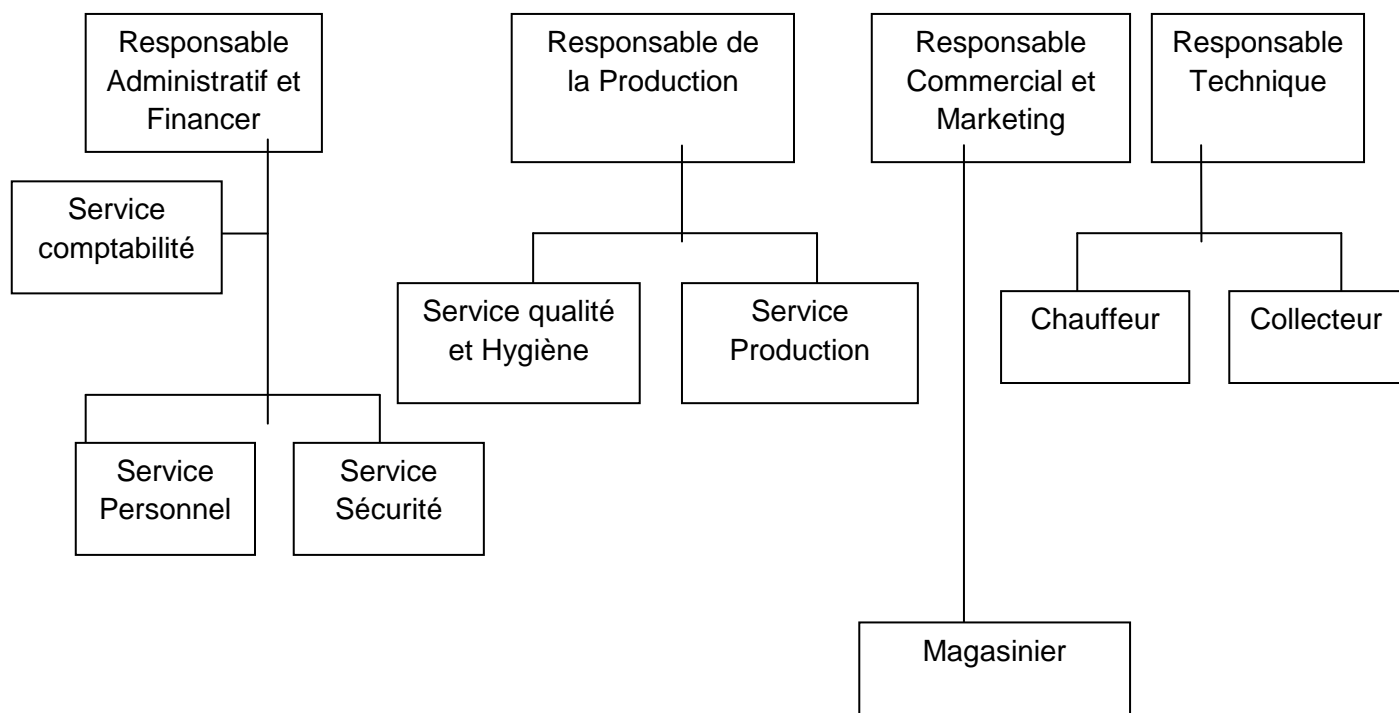 Responsable
Administratif et
Financer
Responsable de
la Production
Responsable
Commercial et
Marketing
Responsable
Technique
Service
comptabilité
Service qualité
et Hygiène
Service
Production
Chauffeur
Collecteur
Service
Personnel
Service
Sécurité
Magasinier